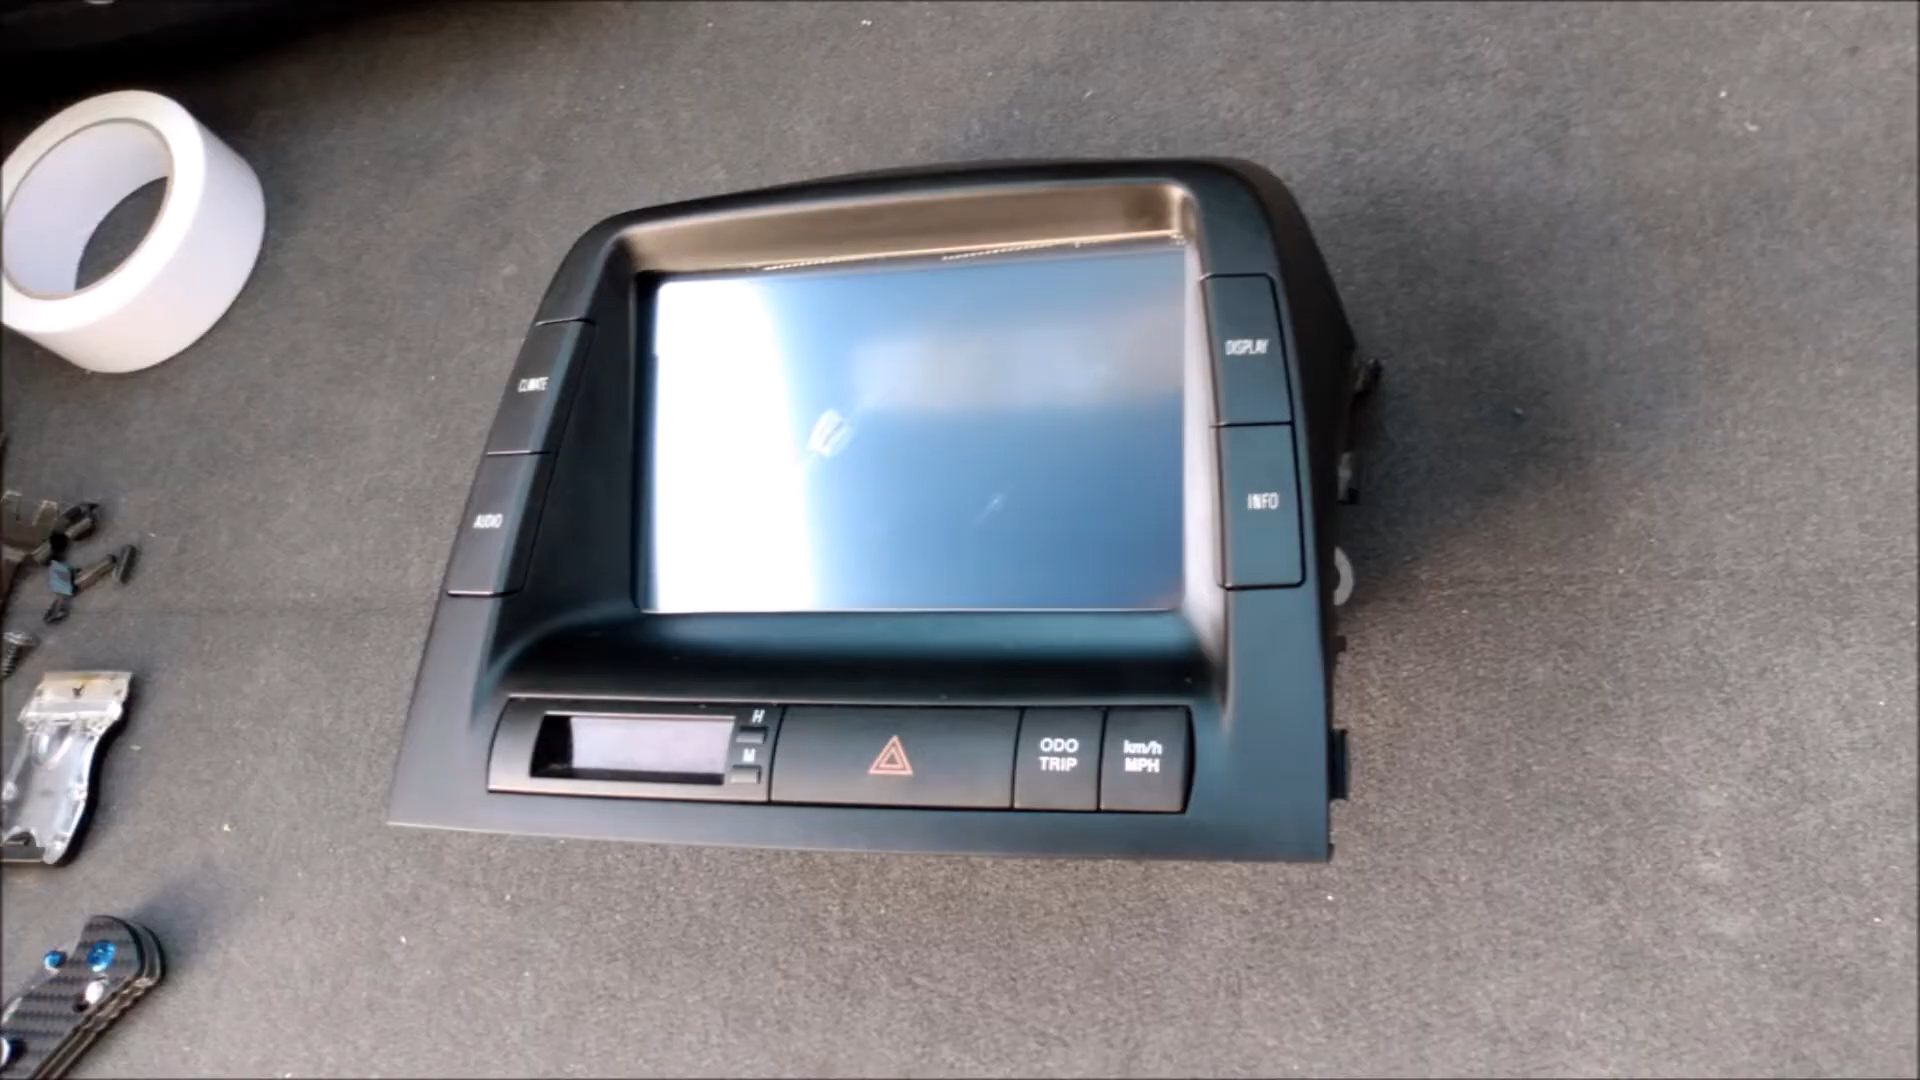 CLIMATE
AUDIO
DISPLAY
INFO
H
M
ODO
TRIP
km/h
MPH